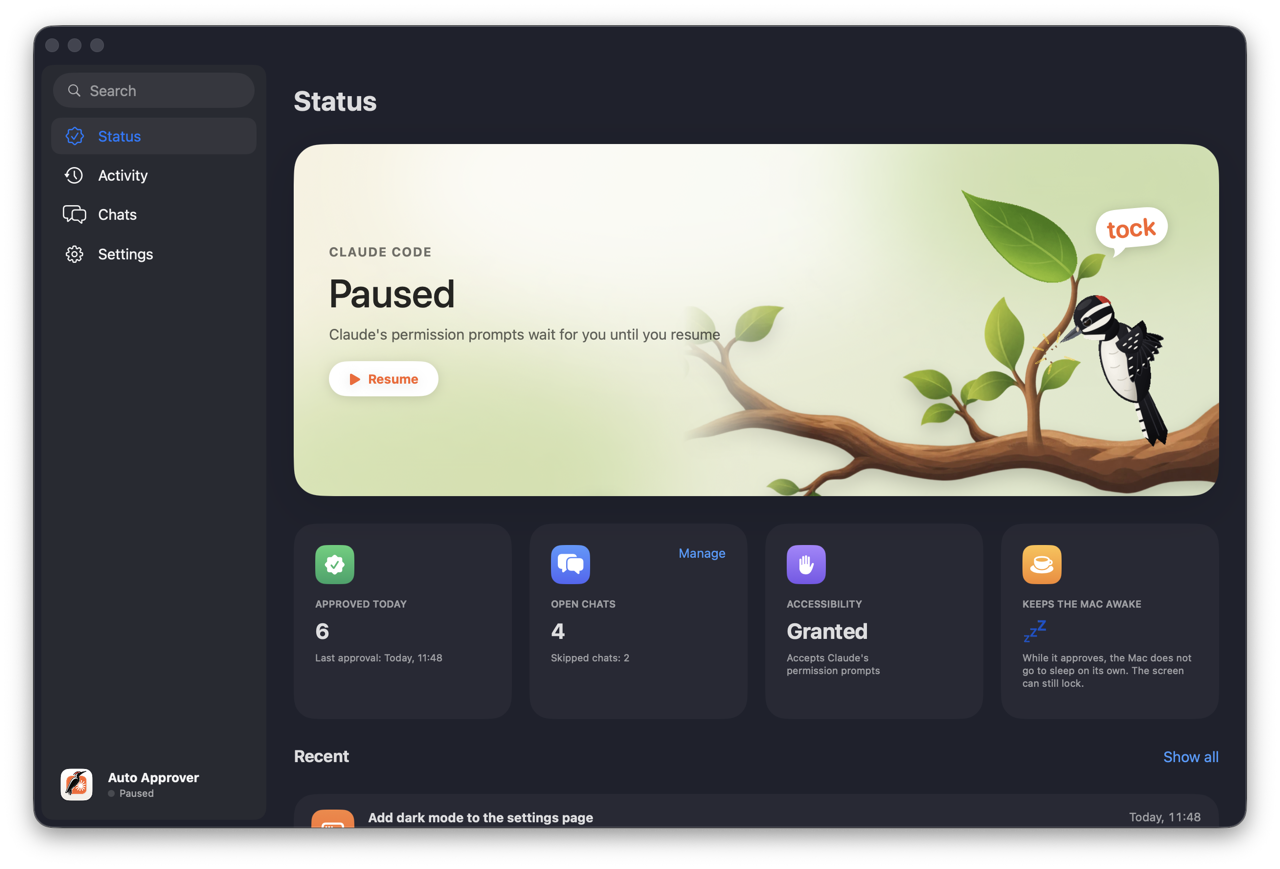 Search
Status
Activity
Chats
Settings
Auto Approver
Paused
Status
CLAUDE CODE
Paused
Claude's permission prompts wait for you until you resume
Resume
tock
APPROVED TODAY
6
Last approval: Today, 11:48
Manage
OPEN CHATS
4
Skipped chats: 2
ACCESSIBILITY
Granted
Accepts Claude's
permission prompts
KEEPS THE MAC AWAKE
zzZ
While it approves, the Mac does not
go to sleep on its own. The screen
can still lock.
Recent
Show all
Add dark mode to the settings page
Today, 11:48